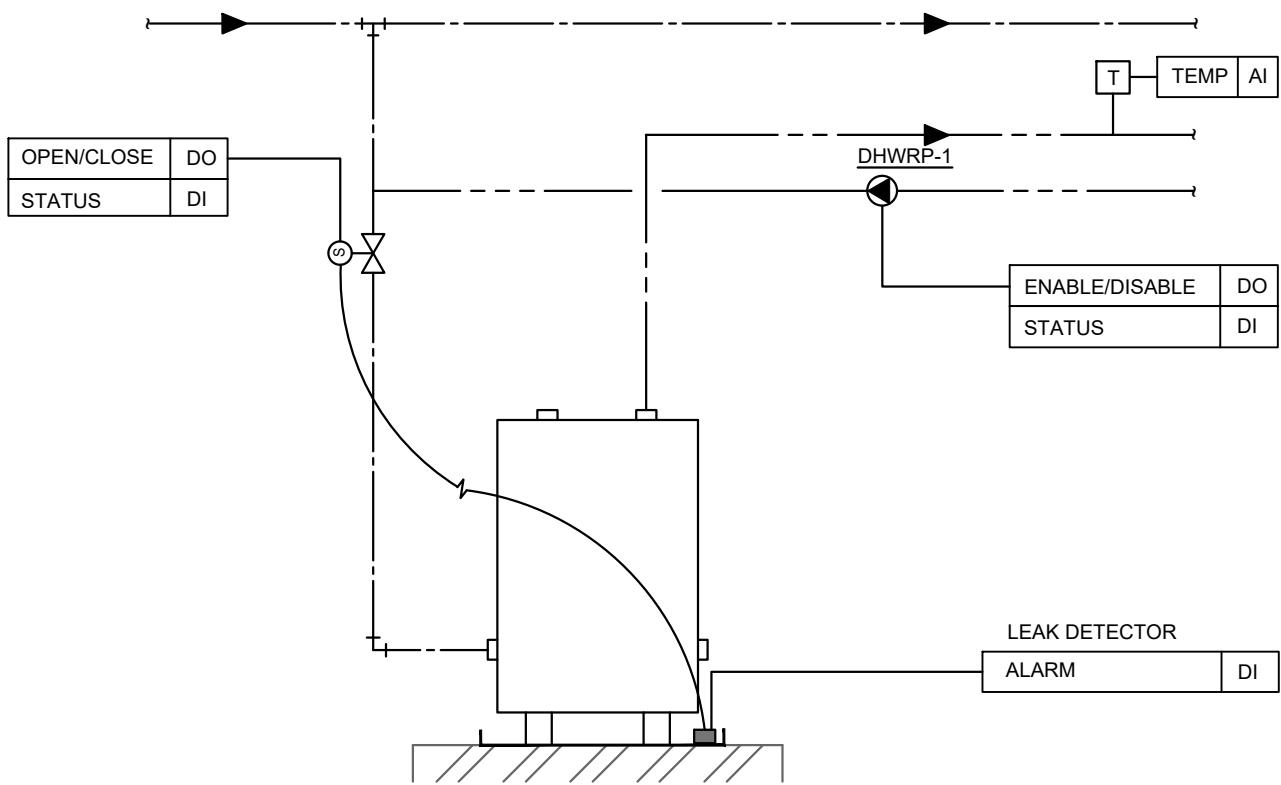 T TEMP AI
OPEN/CLOSE DO
STATUS DI
DHWRP-1
S
ENABLE/DISABLE DO
STATUS DI
LEAK DETECTOR
ALARM DI